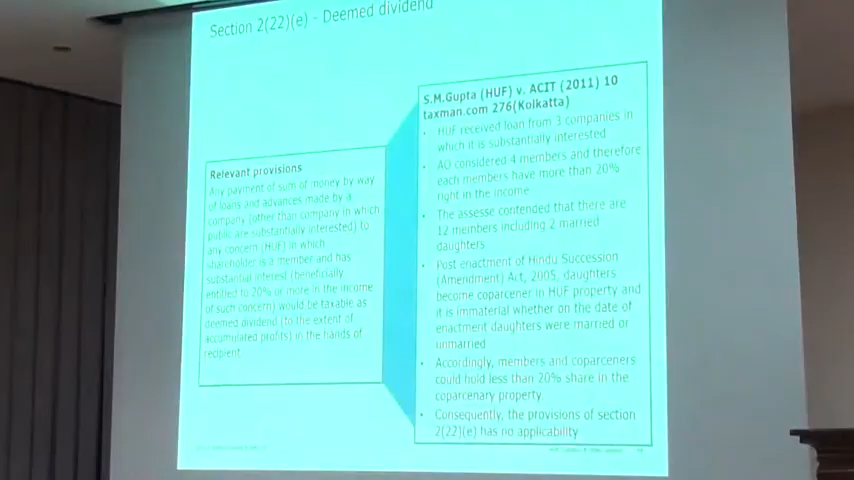 Section 2(22)(e) - Deemed dividend
Relevant provisions
Any payment of sum of money by way
of loans and advances made by a
company (other than company in which
public are substantially interested) to
any concern (HUF) in which
shareholder is a member and has
substantial interest (beneficially
entitled to 20% or more in the income
of such concern) would be taxable as
deemed dividend (to the extent of
accumulated profits) in the hands of
recipient
S.M.Gupta (HUF) v. ACIT (2011) 10
taxman.com 276(Kolkatta)
• HUF received loan from 3 companies in
which it is substantially interested
• AO considered 4 members and therefore
each members have more than 20%
right in the income
• The assesse contended that there are
12 members including 2 married
daughters
• Post enactment of Hindu Succession
(Amendment) Act, 2005, daughters
become coparcener in HUF property and
it is immaterial whether on the date of
enactment daughters were married or
unmarried
• Accordingly, members and coparceners
could hold less than 20% share in the
coparcenary property.
• Consequently, the provisions of section
2(22)(e) has no applicability